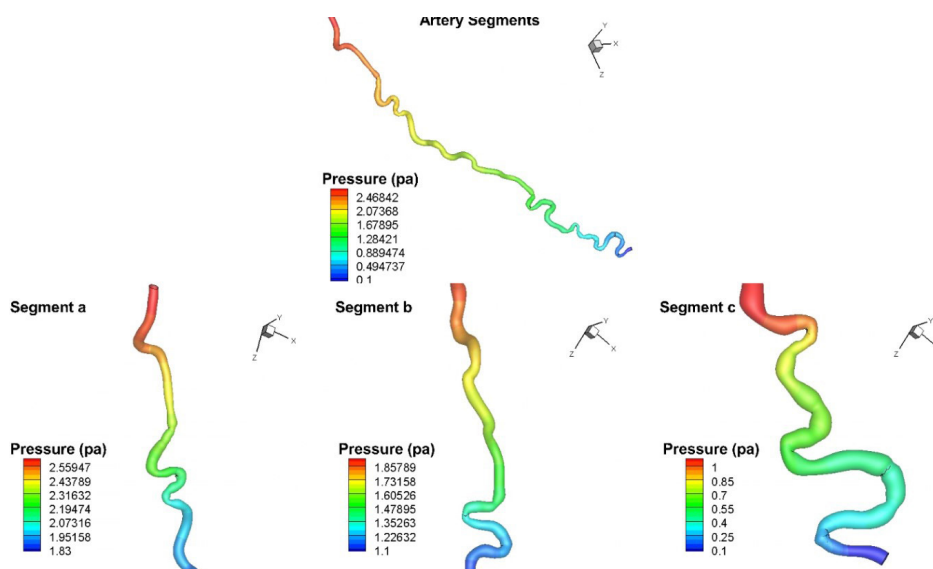 Artery Segments
Y
X
Z
Pressure (pa)
2.46842
2.07368
1.67895
1.28421
0.889474
0.494737
0.1
Segment a
Y
X
Z
Pressure (pa)
2.55947
2.43789
2.31632
2.19474
2.07316
1.95158
1.83
Segment b
Y
X
Z
Pressure (pa)
1.85789
1.73158
1.60526
1.47895
1.35263
1.22632
1.1
Segment c
Y
X
Z
Pressure (pa)
1
0.85
0.7
0.55
0.4
0.25
0.1